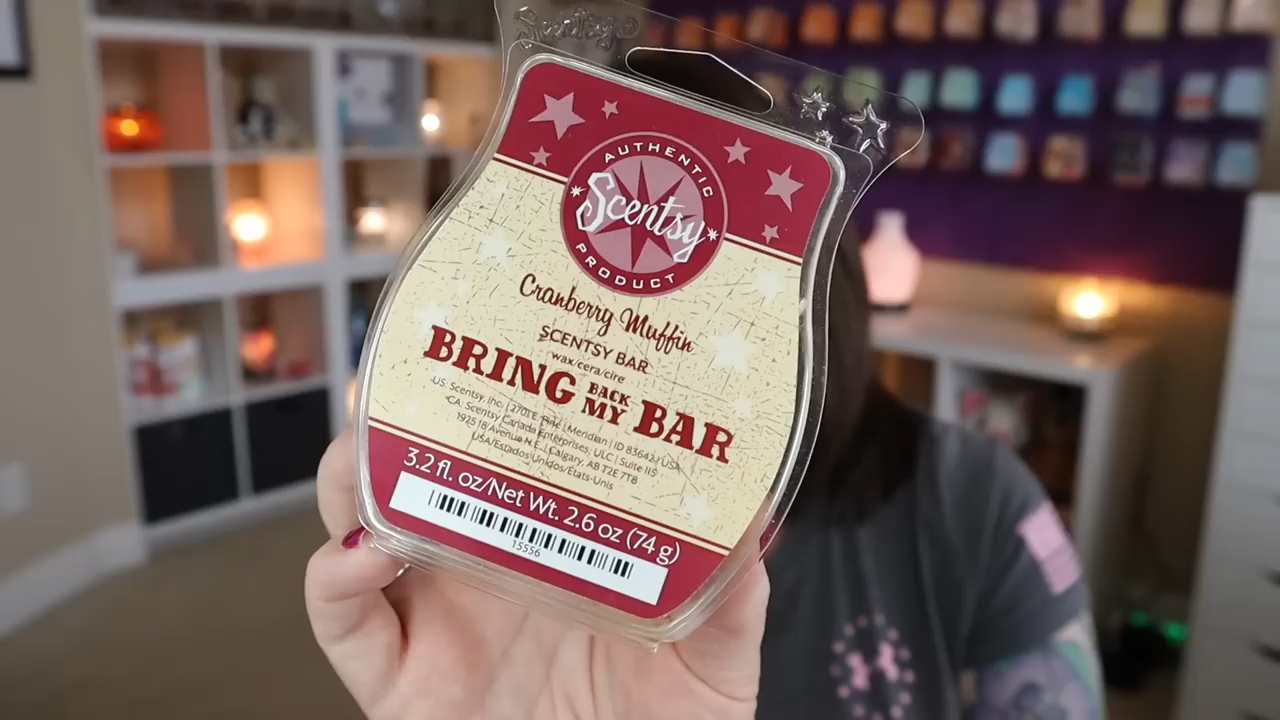 Scentsy®
AUTHENTIC
Scentsy
PRODUCT
Cranberry Muffin
SCENTSY BAR
wax/cera/cire
BRING BACK MY BAR
US: Scentsy, Inc. | 2701 E. Pine | Meridian | ID 83642 | USA
CA: Scentsy Canada Enterprises, ULC | Suite 115
1925 18 Avenue N.E. | Calgary, AB T2E 7T8
USA/Estados Unidos/États-Unis
3.2 fl. oz/Net Wt. 2.6 oz (74 g)
15556